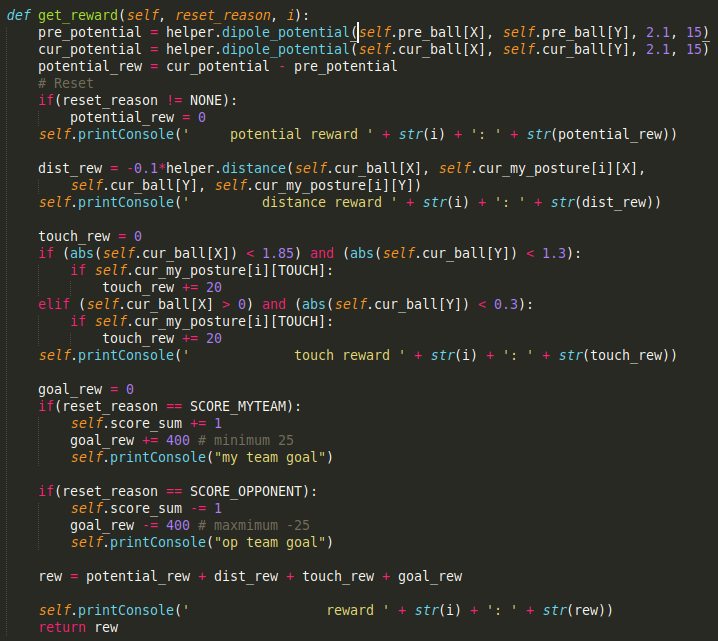 def get_reward(self, reset_reason, i):
    pre_potential = helper.dipole_potential(self.pre_ball[X], self.pre_ball[Y], 2.1, 15)
    cur_potential = helper.dipole_potential(self.cur_ball[X], self.cur_ball[Y], 2.1, 15)
    potential_rew = cur_potential - pre_potential
    # Reset
    if(reset_reason != NONE):
        potential_rew = 0
    self.printConsole('     potential reward ' + str(i) + ': ' + str(potential_rew))

    dist_rew = -0.1*helper.distance(self.cur_ball[X], self.cur_my_posture[i][X],
        self.cur_ball[Y], self.cur_my_posture[i][Y])
    self.printConsole('         distance reward ' + str(i) + ': ' + str(dist_rew))

    touch_rew = 0
    if (abs(self.cur_ball[X]) < 1.85) and (abs(self.cur_ball[Y]) < 1.3):
        if self.cur_my_posture[i][TOUCH]:
            touch_rew += 20
    elif (self.cur_ball[X] > 0) and (abs(self.cur_ball[Y]) < 0.3):
        if self.cur_my_posture[i][TOUCH]:
            touch_rew += 20
    self.printConsole('             touch reward ' + str(i) + ': ' + str(touch_rew))

    goal_rew = 0
    if(reset_reason == SCORE_MYTEAM):
        self.score_sum += 1
        goal_rew += 400 # minimum 25
        self.printConsole("my team goal")

    if(reset_reason == SCORE_OPPONENT):
        self.score_sum -= 1
        goal_rew -= 400 # maxmimum -25
        self.printConsole("op team goal")

    rew = potential_rew + dist_rew + touch_rew + goal_rew

    self.printConsole('                 reward ' + str(i) + ': ' + str(rew))
    return rew